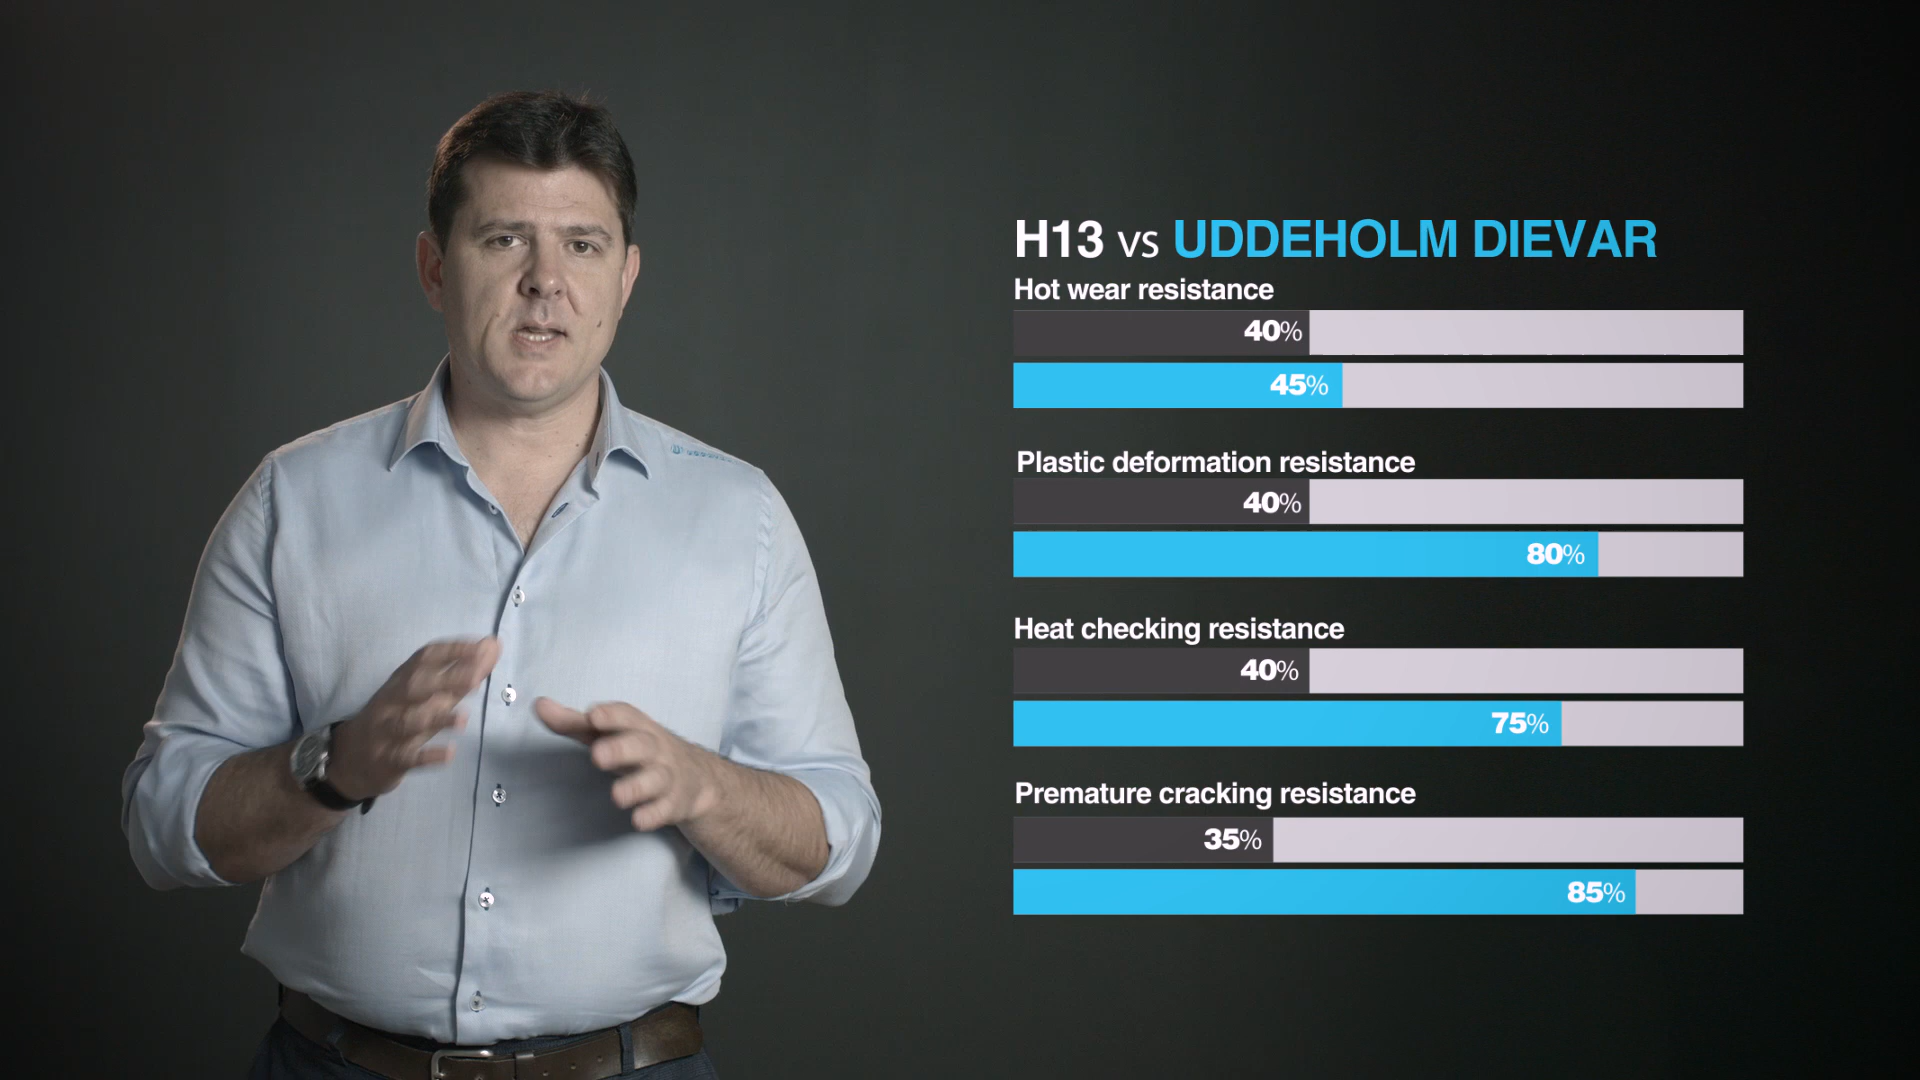 H13 vs UDDEHOLM DIEVAR
Hot wear resistance
40%
45%
Plastic deformation resistance
40%
80%
Heat checking resistance
40%
75%
Premature cracking resistance
35%
85%